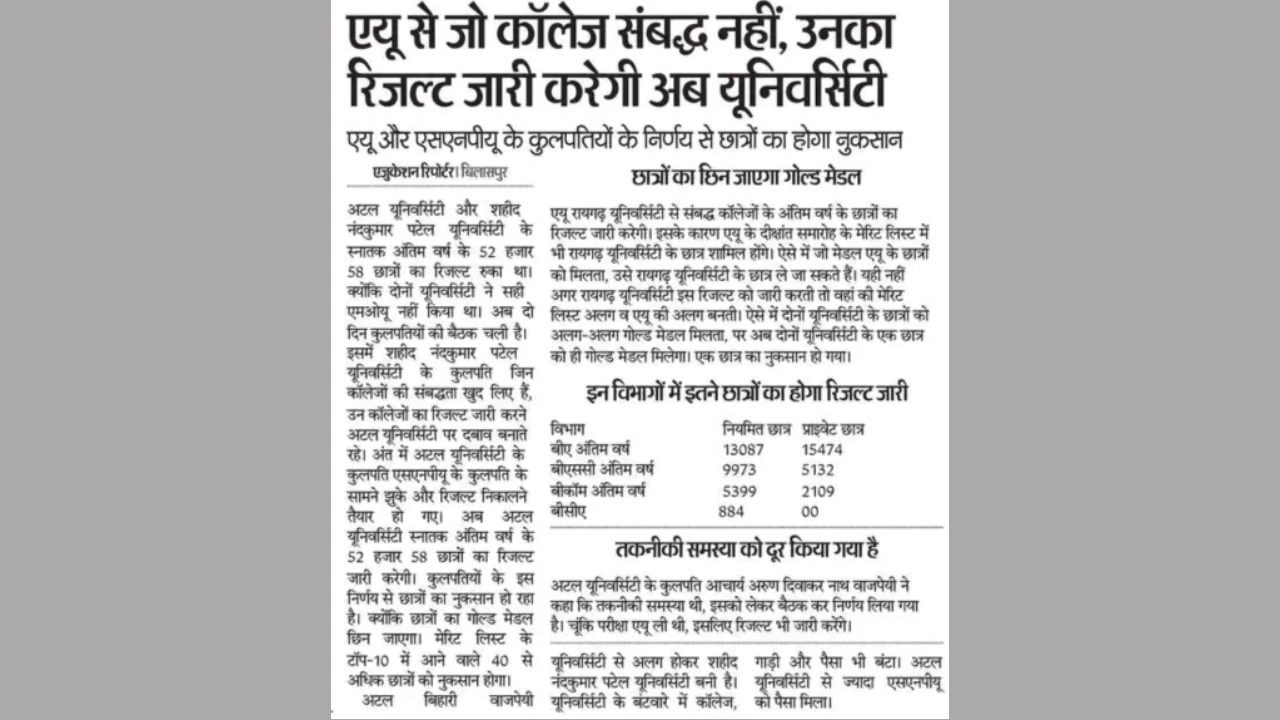 एयू से जो कॉलेज संबद्ध नहीं, उनका
रिजल्ट जारी करेगी अब यूनिवर्सिटी
एयू और एसएनपीयू के कुलपतियों के निर्णय से छात्रों का होगा नुकसान
एजुकेशन रिपोर्टर। बिलासपुर
अटल यूनिवर्सिटी और शहीद
नंदकुमार पटेल यूनिवर्सिटी के
स्नातक अंतिम वर्ष के 52 हजार
58 छात्रों का रिजल्ट रुका था।
क्योंकि दोनों यूनिवर्सिटी ने सही
एमओयू नहीं किया था। अब दो
दिन कुलपतियों की बैठक चली है।
इसमें शहीद नंदकुमार पटेल
यूनिवर्सिटी के कुलपति जिन
कॉलेजों की संबद्धता खुद लिए हैं,
उन कॉलेजों का रिजल्ट जारी करने
अटल यूनिवर्सिटी पर दबाव बनाते
रहे। अंत में अटल यूनिवर्सिटी के
कुलपति एसएनपीयू के कुलपति के
सामने झुके और रिजल्ट निकालने
तैयार हो गए। अब अटल
यूनिवर्सिटी स्नातक अंतिम वर्ष के
52 हजार 58 छात्रों का रिजल्ट
जारी करेगी। कुलपतियों के इस
निर्णय से छात्रों का नुकसान हो रहा
है। क्योंकि छात्रों का गोल्ड मेडल
छिन जाएगा। मेरिट लिस्ट के
टॉप-10 में आने वाले 40 से
अधिक छात्रों को नुकसान होगा।
अटल बिहारी वाजपेयी
छात्रों का छिन जाएगा गोल्ड मेडल
एयू रायगढ़ यूनिवर्सिटी से संबद्ध कॉलेजों के अंतिम वर्ष के छात्रों का
रिजल्ट जारी करेगी। इसके कारण एयू के दीक्षांत समारोह के मेरिट लिस्ट में
भी रायगढ़ यूनिवर्सिटी के छात्र शामिल होंगे। ऐसे में जो मेडल एयू के छात्रों
को मिलता, उसे रायगढ़ यूनिवर्सिटी के छात्र ले जा सकते हैं। यही नहीं
अगर रायगढ़ यूनिवर्सिटी इस रिजल्ट को जारी करती तो वहां की मेरिट
लिस्ट अलग व एयू की अलग बनती। ऐसे में दोनों यूनिवर्सिटी के छात्रों को
अलग-अलग गोल्ड मेडल मिलता, पर अब दोनों यूनिवर्सिटी के एक छात्र
को ही गोल्ड मेडल मिलेगा। एक छात्र का नुकसान हो गया।
इन विभागों में इतने छात्रों का होगा रिजल्ट जारी
विभाग नियमित छात्र प्राइवेट छात्र
बीए अंतिम वर्ष 13087 15474
बीएससी अंतिम वर्ष 9973 5132
बीकॉम अंतिम वर्ष 5399 2109
बीसीए 884 00
तकनीकी समस्या को दूर किया गया है
अटल यूनिवर्सिटी के कुलपति आचार्य अरुण दिवाकर नाथ वाजपेयी ने
कहा कि तकनीकी समस्या थी, इसको लेकर बैठक कर निर्णय लिया गया
है। चूंकि परीक्षा एयू ली थी, इसलिए रिजल्ट भी जारी करेंगे।
यूनिवर्सिटी से अलग होकर शहीद
नंदकुमार पटेल यूनिवर्सिटी बनी है।
यूनिवर्सिटी के बंटवारे में कॉलेज,
गाड़ी और पैसा भी बंटा। अटल
यूनिवर्सिटी से ज्यादा एसएनपीयू
को पैसा मिला।